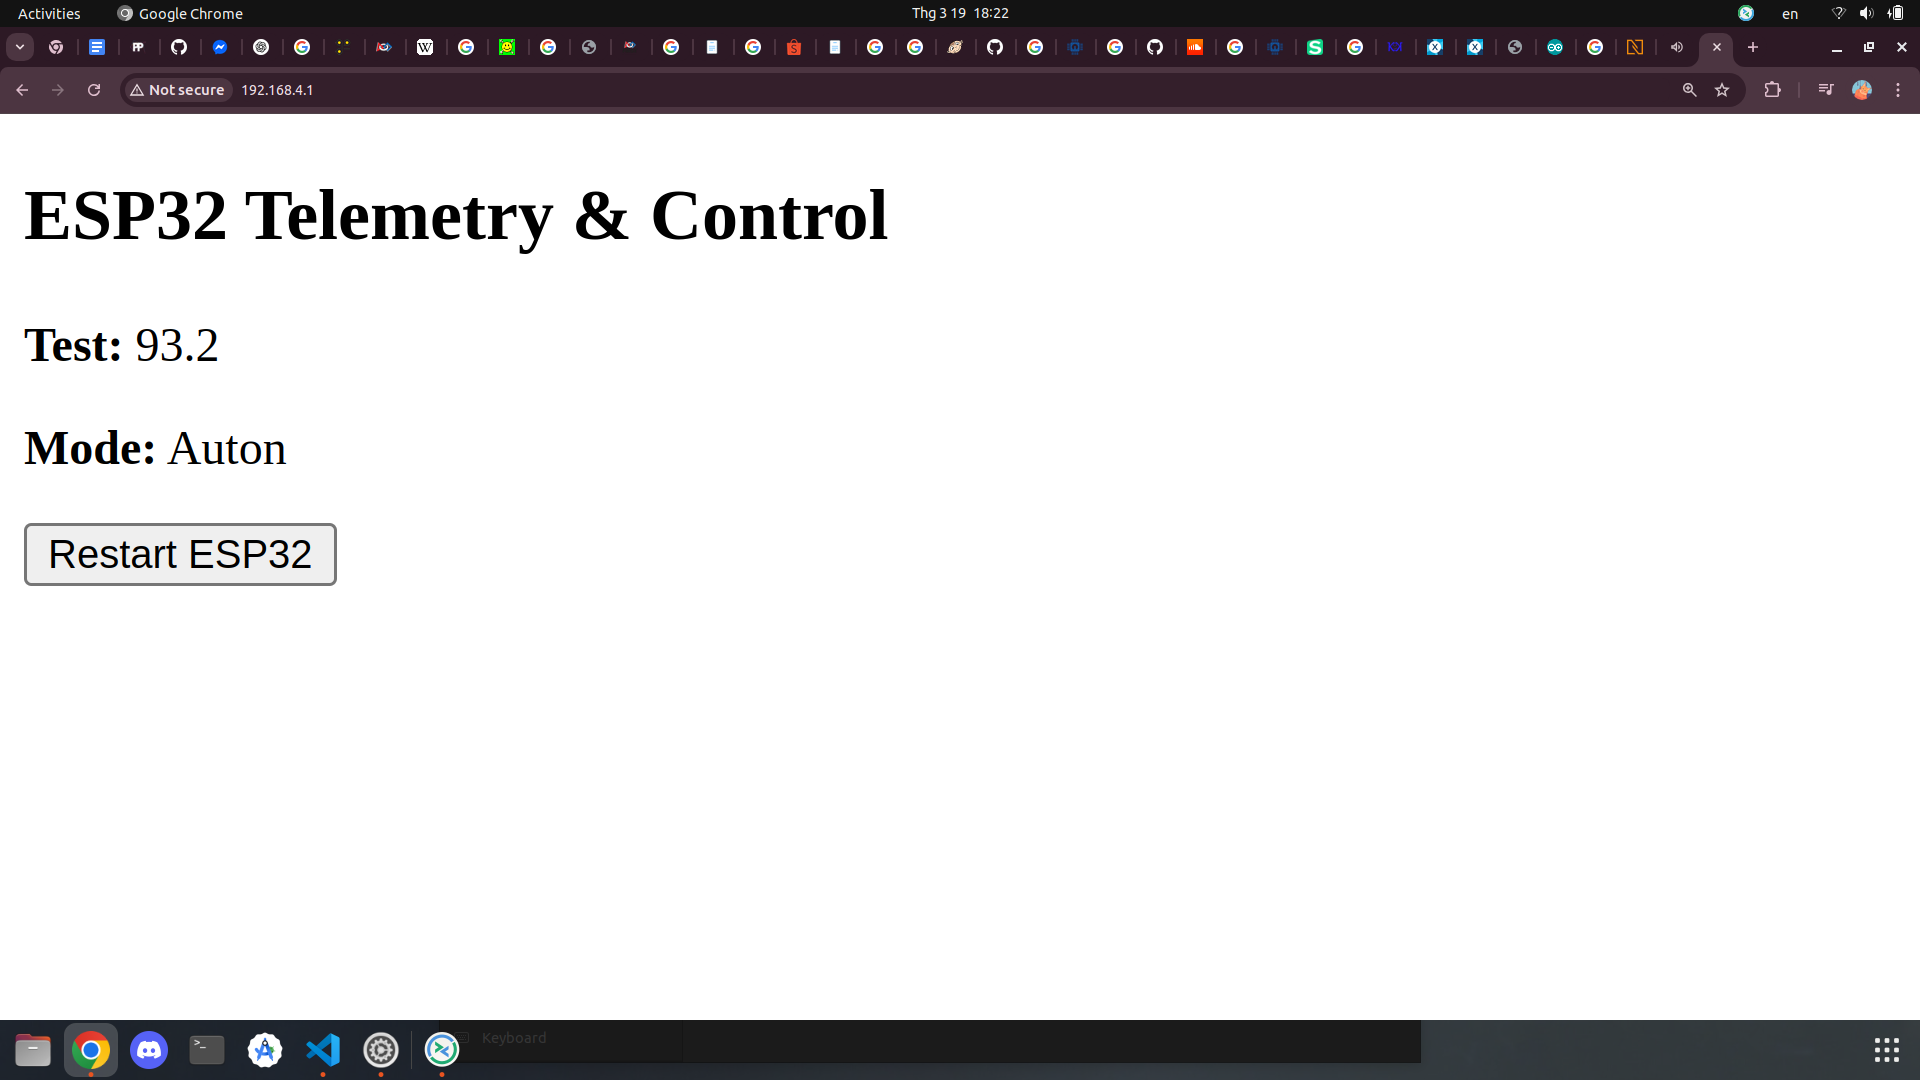 Activities Google Chrome Thg 3 19 18:22 en
Not secure 192.168.4.1
ESP32 Telemetry & Control
Test: 93.2
Mode: Auton
Restart ESP32
Keyboard